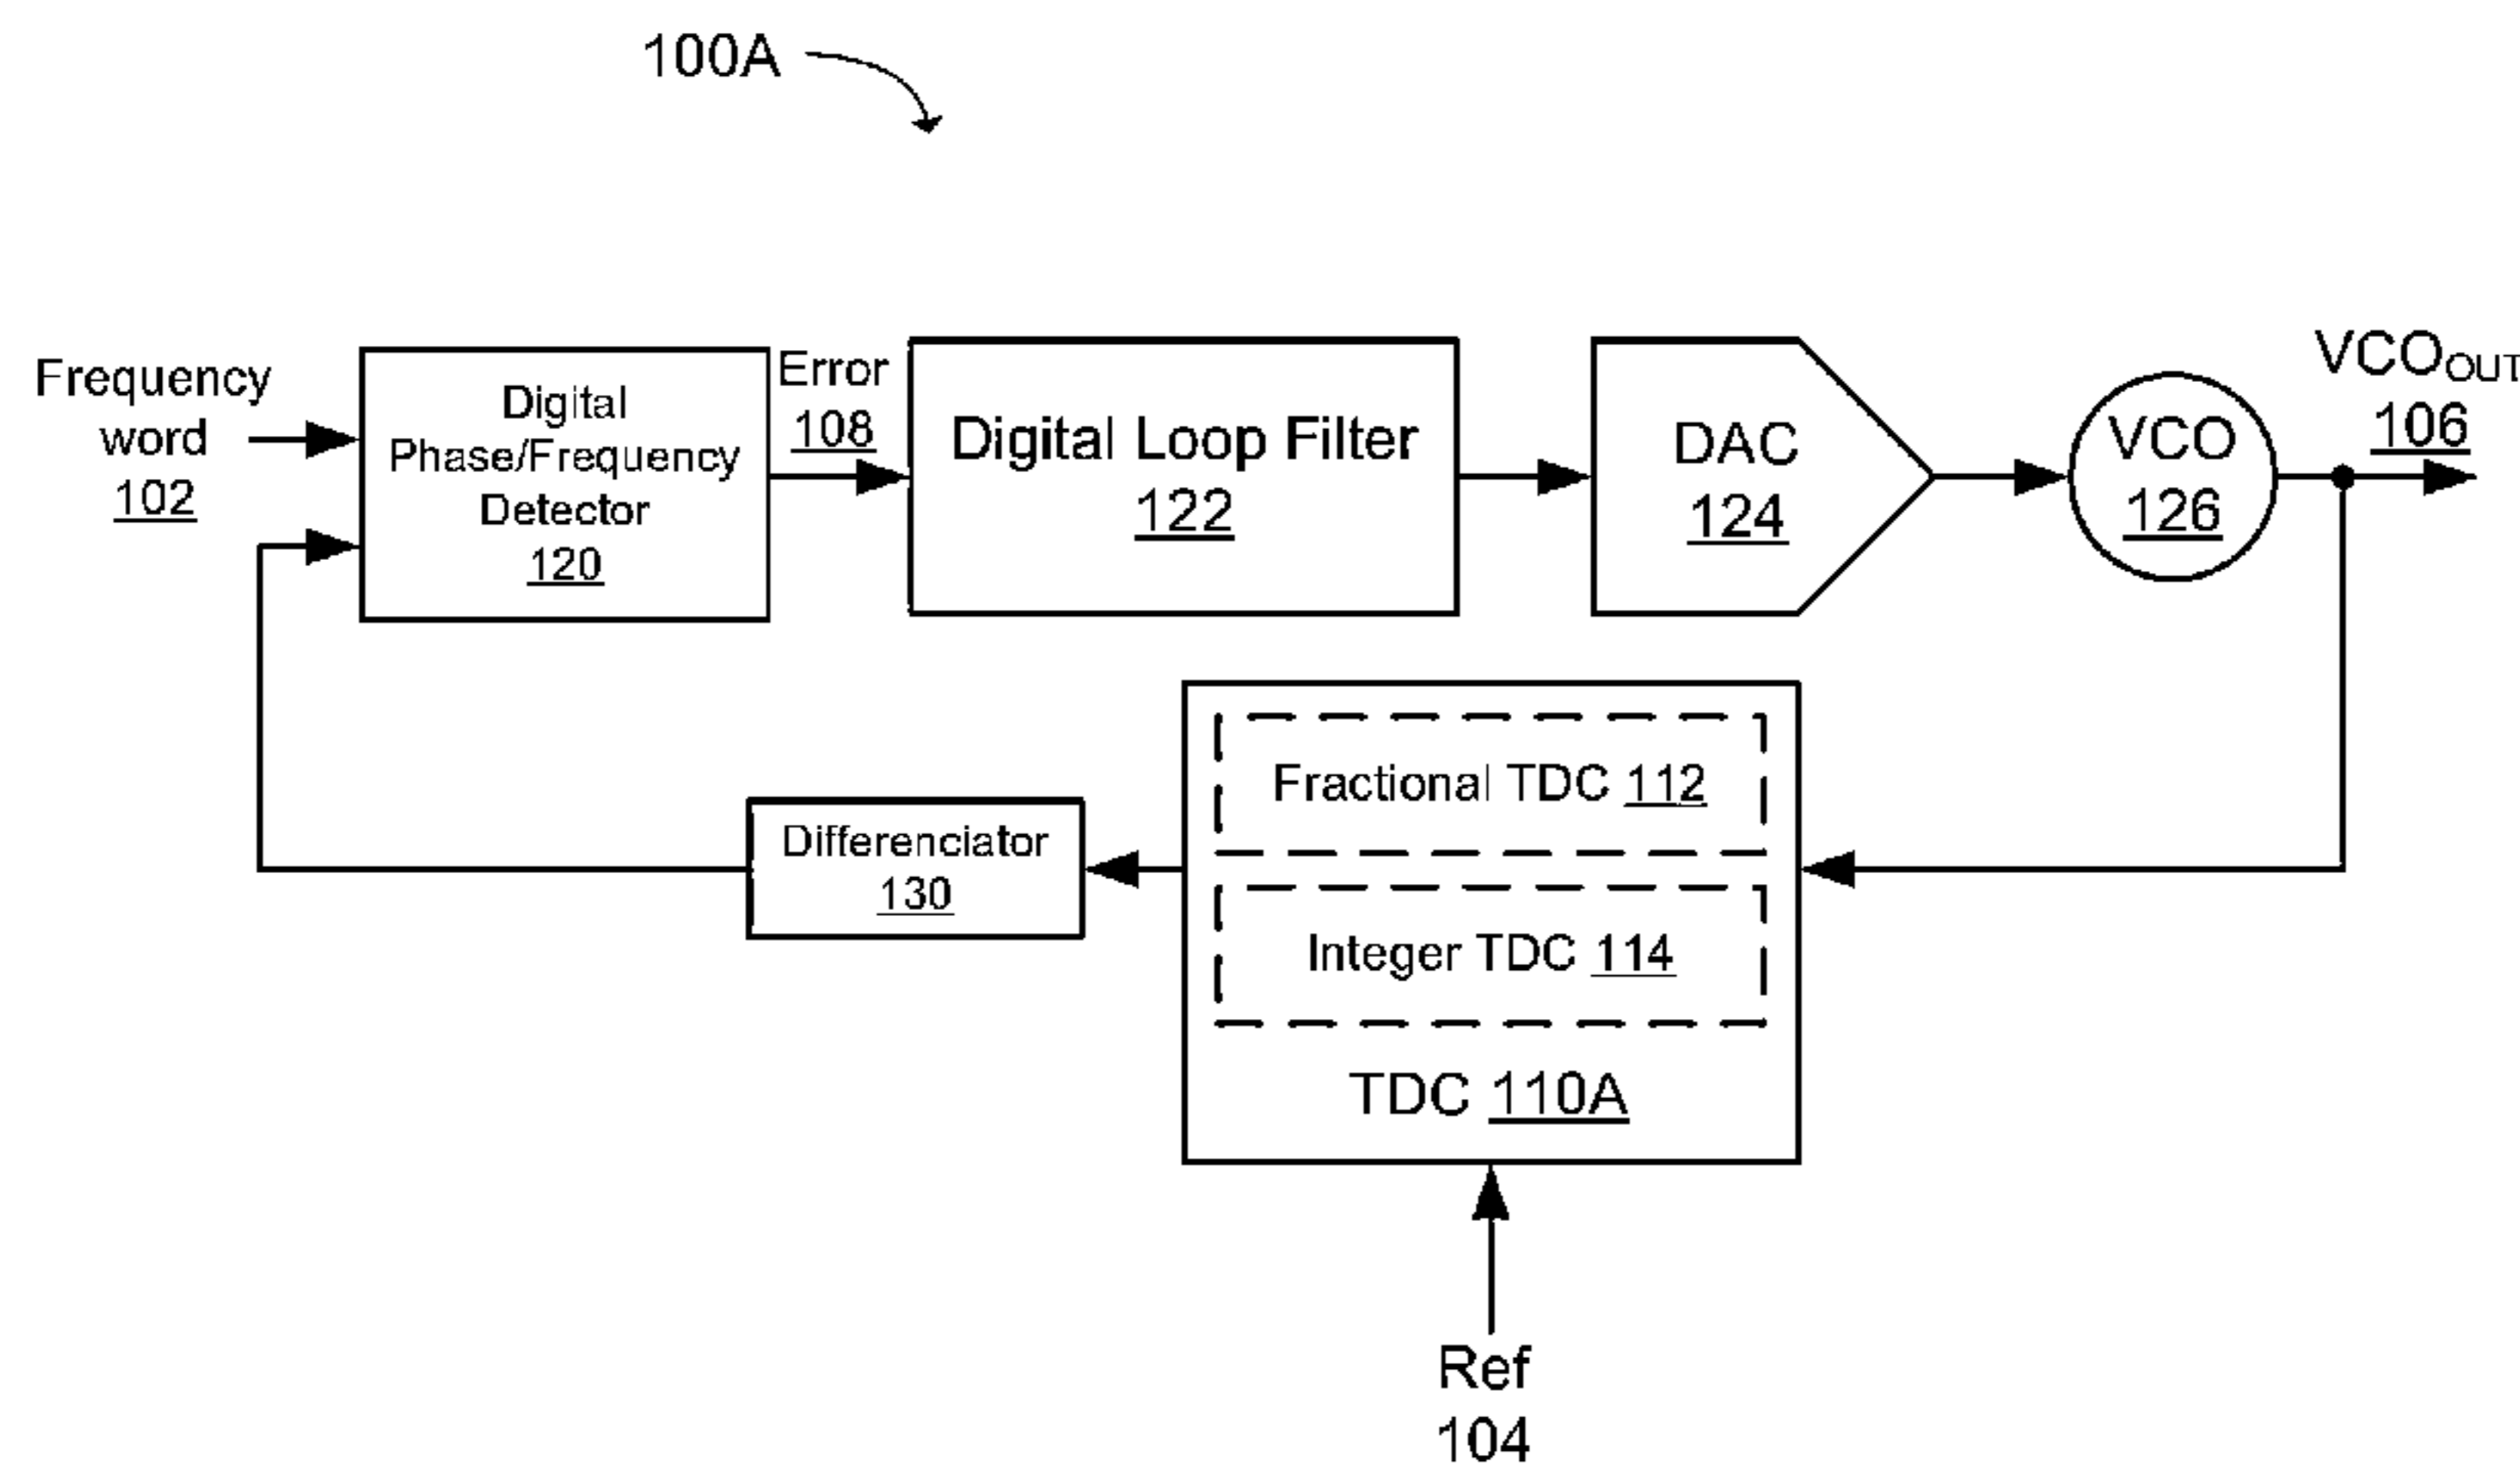 100A
Frequency
word
102
Digital
Phase/Frequency
Detector
120
Error
108
Digital Loop Filter
122
DAC
124
VCO
126
VCOOUT
106
Fractional TDC 112
Integer TDC 114
TDC 110A
Differenciator
130
Ref
104